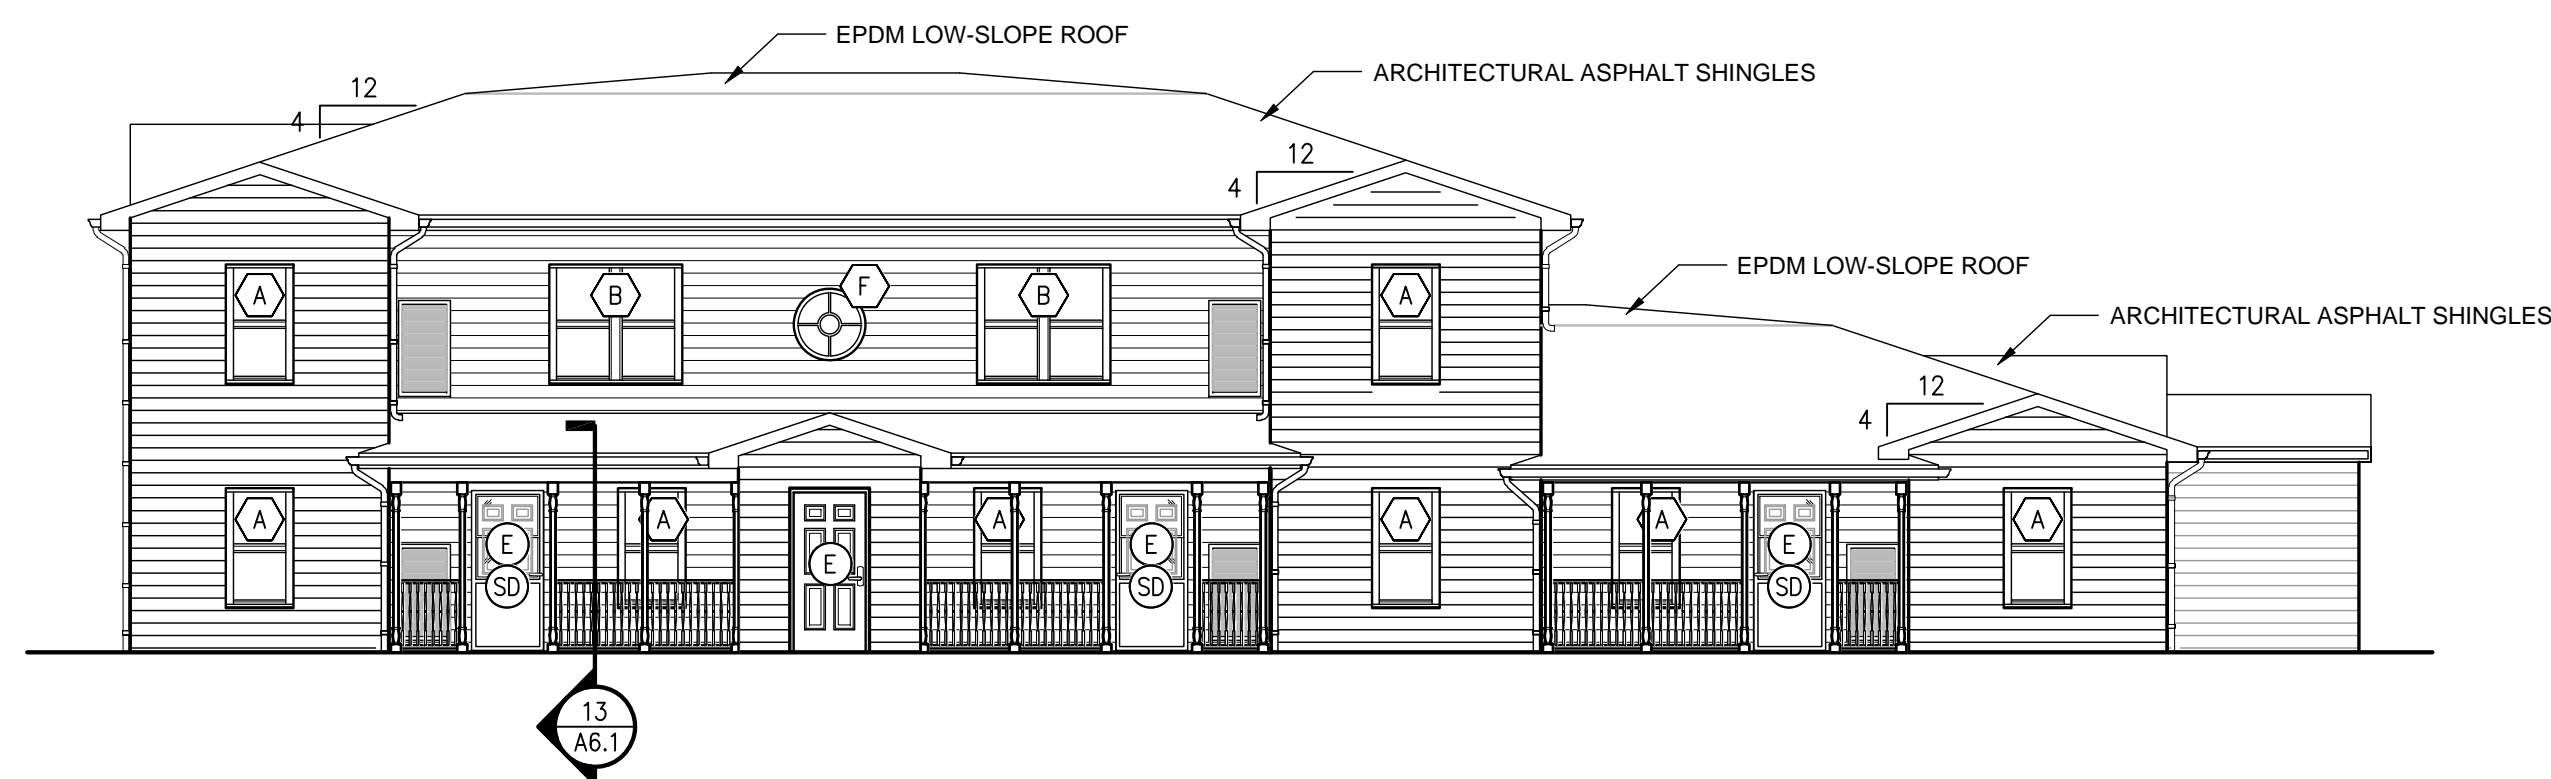 EPDM LOW-SLOPE ROOF
ARCHITECTURAL ASPHALT SHINGLES
12
4
12
4
EPDM LOW-SLOPE ROOF
ARCHITECTURAL ASPHALT SHINGLES
A
B
F
B
A
12
4
A
E
SD
A
E
A
E
SD
A
A
E
SD
A
13
A6.1